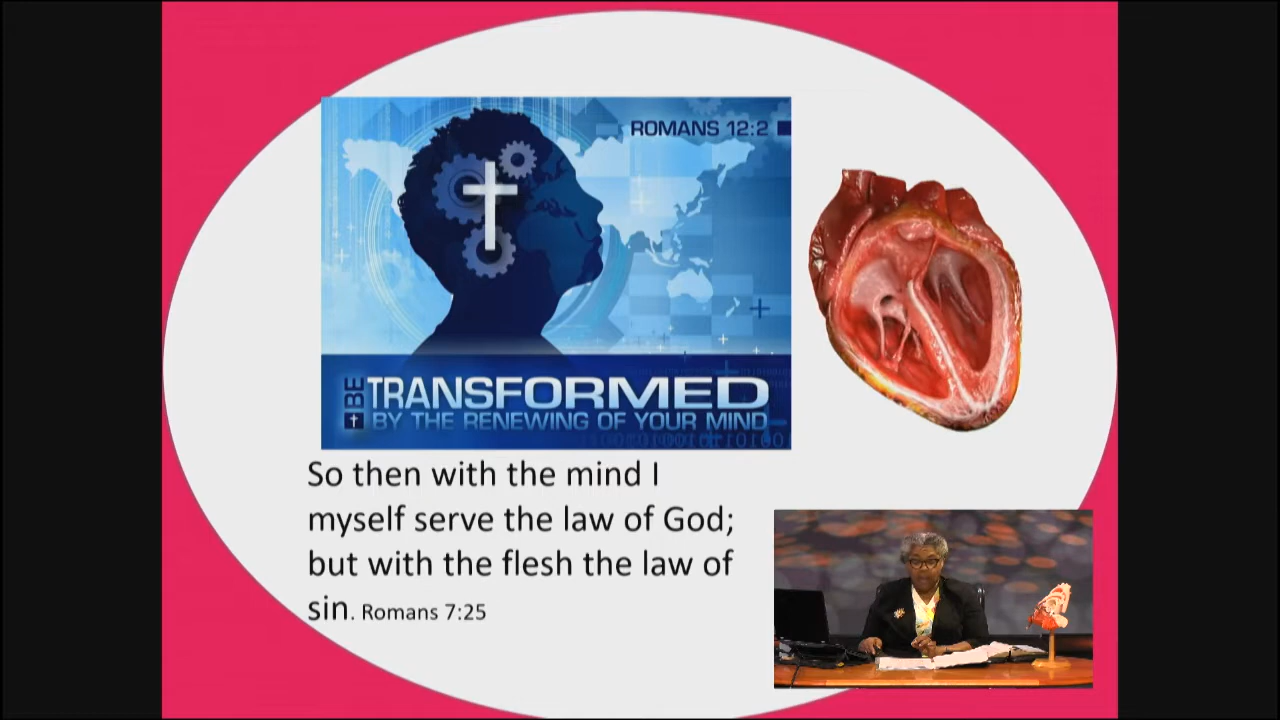 ROMANS 12:2
BE TRANSFORMED
BY THE RENEWING OF YOUR MIND
So then with the mind I
myself serve the law of God;
but with the flesh the law of
sin. Romans 7:25